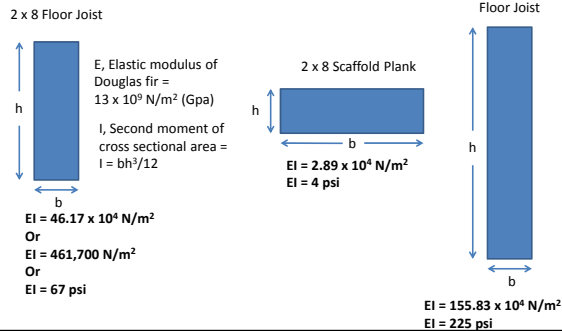 2 x 8 Floor Joist
h
b
E, Elastic modulus of
Douglas fir =
13 x 10⁹ N/m² (Gpa)
I, Second moment of
cross sectional area =
I = bh³/12
EI = 46.17 x 10⁴ N/m²
Or
EI = 461,700 N/m²
Or
EI = 67 psi
2 x 8 Scaffold Plank
h
b
EI = 2.89 x 10⁴ N/m²
EI = 4 psi
Floor Joist
h
b
EI = 155.83 x 10⁴ N/m²
EI = 225 psi